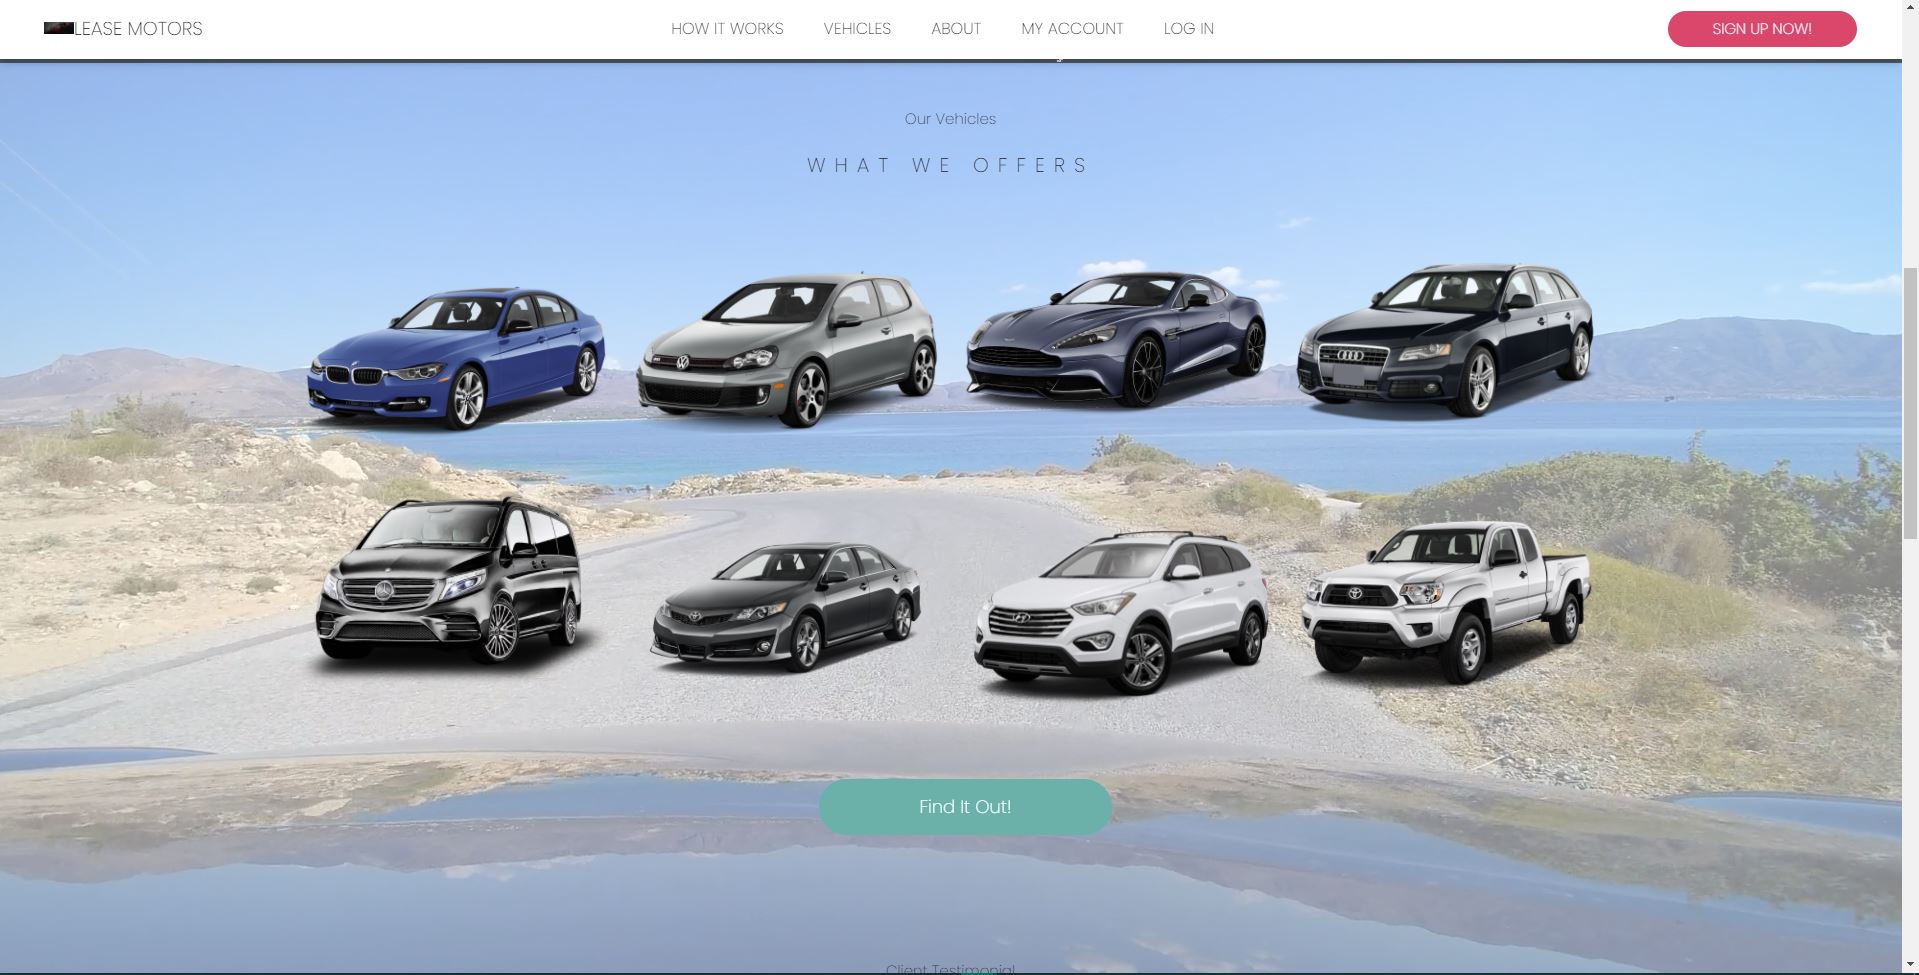 LEASE MOTORS
HOW IT WORKS
VEHICLES
ABOUT
MY ACCOUNT
LOG IN
SIGN UP NOW!
Our Vehicles
WHAT WE OFFERS
Find It Out!
Client Testimonial